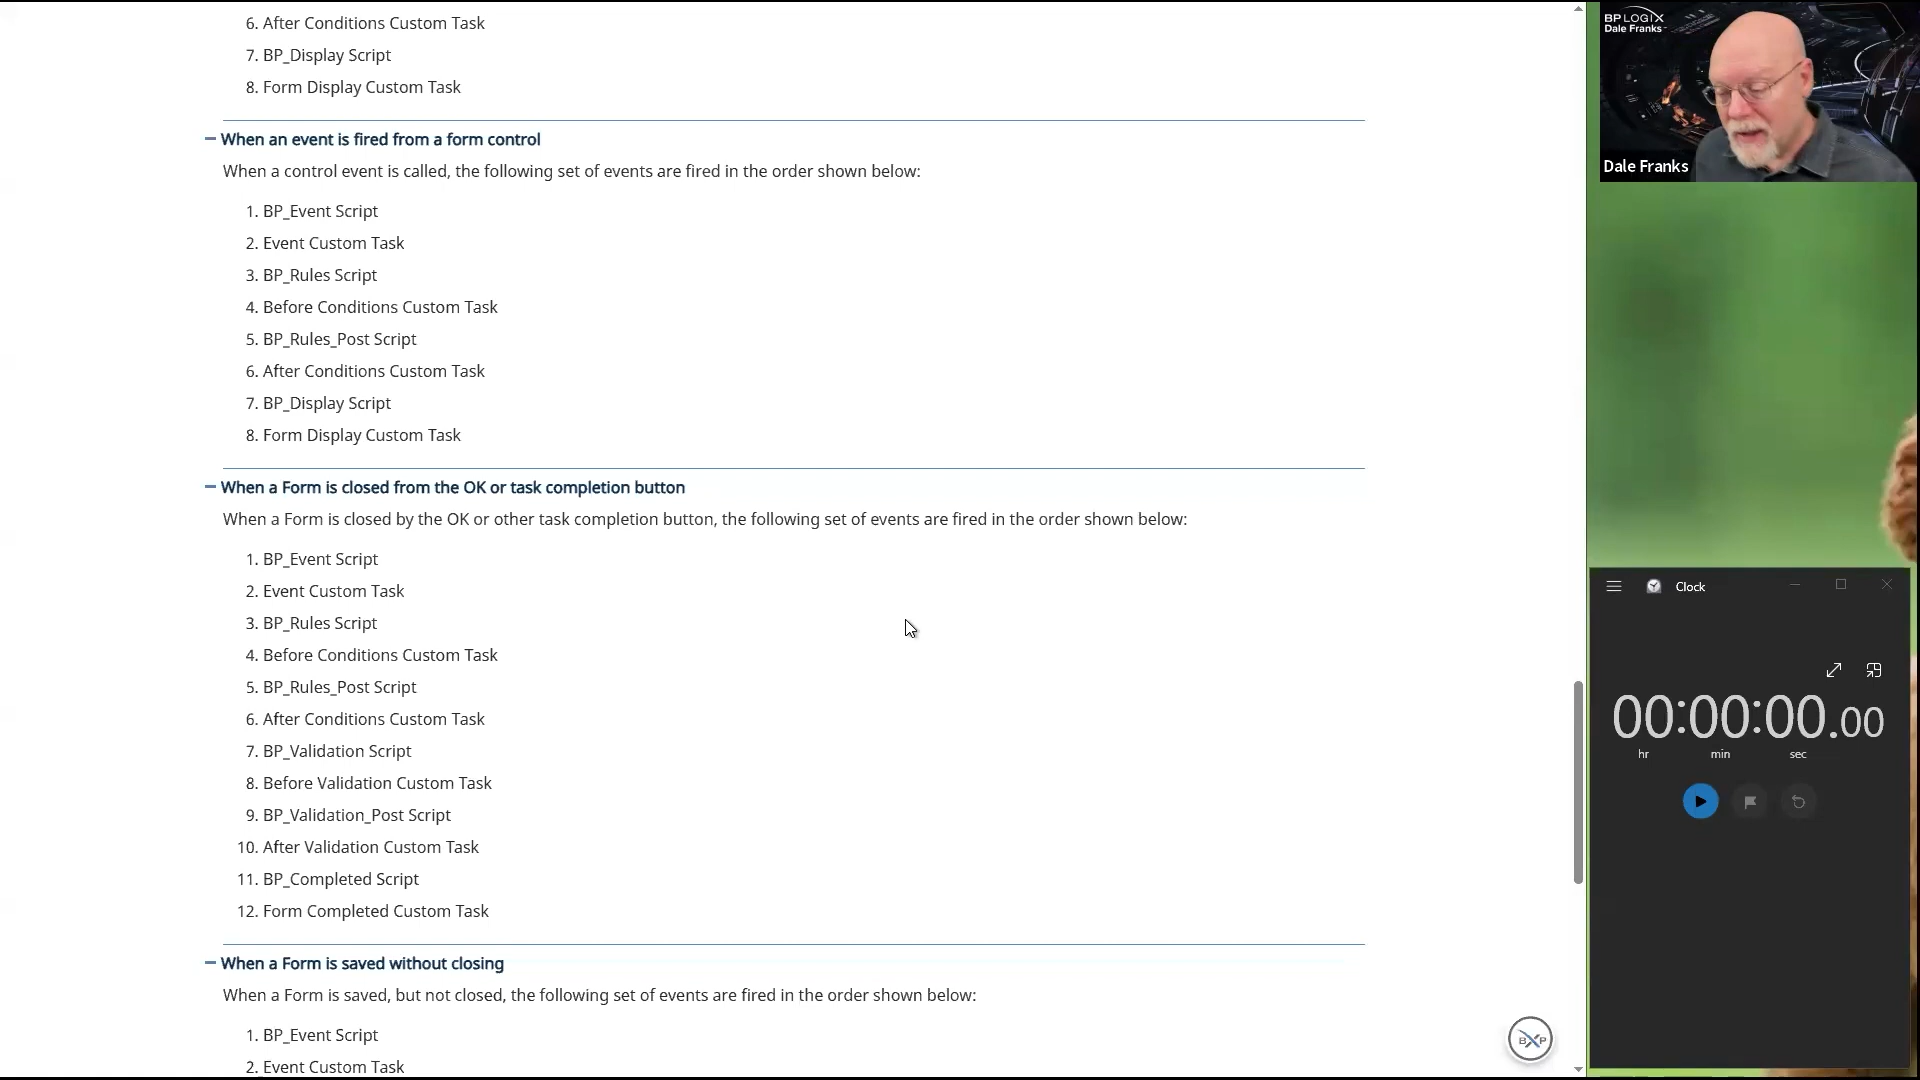 6. After Conditions Custom Task
7. BP_Display Script
8. Form Display Custom Task
When an event is fired from a form control
When a control event is called, the following set of events are fired in the order shown below:
1. BP_Event Script
2. Event Custom Task
3. BP_Rules Script
4. Before Conditions Custom Task
5. BP_Rules_Post Script
6. After Conditions Custom Task
7. BP_Display Script
8. Form Display Custom Task
When a Form is closed from the OK or task completion button
When a Form is closed by the OK or other task completion button, the following set of events are fired in the order shown below:
1. BP_Event Script
2. Event Custom Task
3. BP_Rules Script
4. Before Conditions Custom Task
5. BP_Rules_Post Script
6. After Conditions Custom Task
7. BP_Validation Script
8. Before Validation Custom Task
9. BP_Validation_Post Script
10. After Validation Custom Task
11. BP_Completed Script
12. Form Completed Custom Task
When a Form is saved without closing
When a Form is saved, but not closed, the following set of events are fired in the order shown below:
1. BP_Event Script
2. Event Custom Task
BXP
BP LOGIX
Dale Franks
Dale Franks
Clock
00:00:00.00
hr min sec